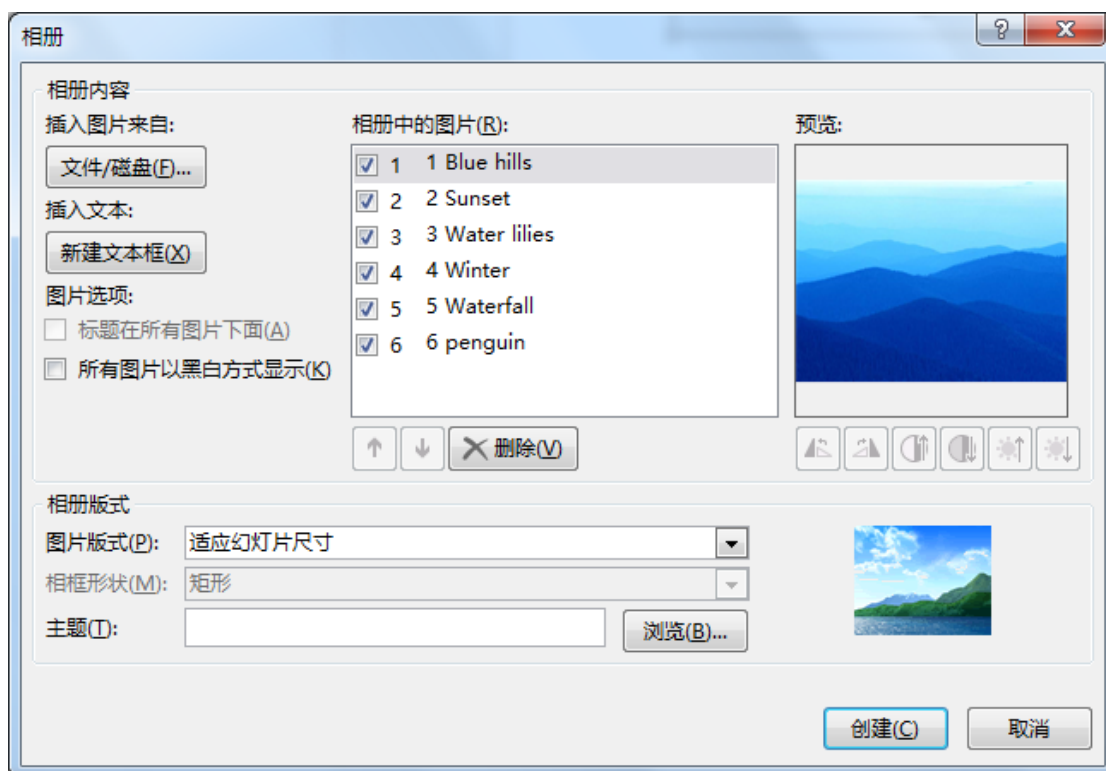 相册
相册内容
插入图片来自:
文件/磁盘(F)...
插入文本:
新建文本框(X)
图片选项:
标题在所有图片下面(A)
所有图片以黑白方式显示(K)
相册中的图片(R):
1 1 Blue hills
2 2 Sunset
3 3 Water lilies
4 4 Winter
5 5 Waterfall
6 6 penguin
删除(V)
预览:
相册版式
图片版式(P): 适应幻灯片尺寸
相框形状(M): 矩形
主题(T): 浏览(B)...
创建(C) 取消